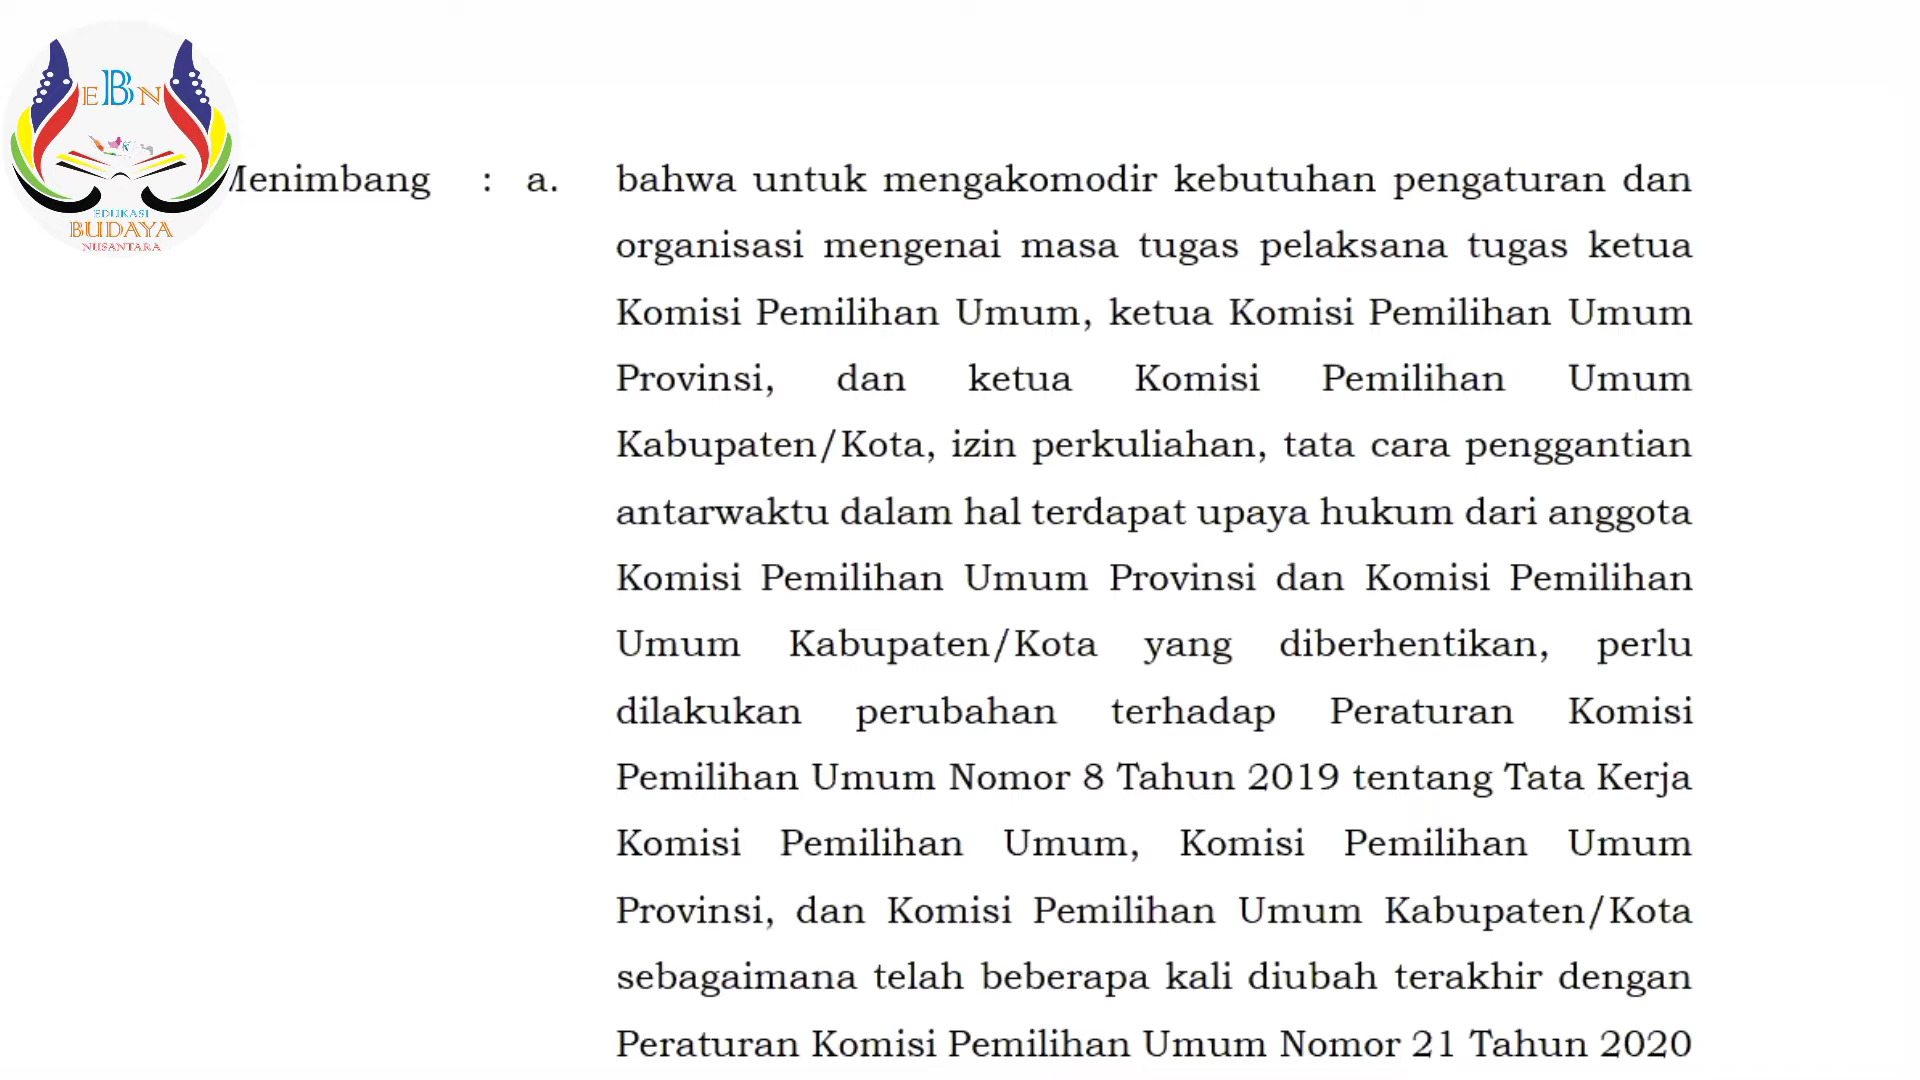 EBN
EDUKASI
BUDAYA
NUSANTARA
Menimbang : a. bahwa untuk mengakomodir kebutuhan pengaturan dan
organisasi mengenai masa tugas pelaksana tugas ketua
Komisi Pemilihan Umum, ketua Komisi Pemilihan Umum
Provinsi, dan ketua Komisi Pemilihan Umum
Kabupaten/Kota, izin perkuliahan, tata cara penggantian
antarwaktu dalam hal terdapat upaya hukum dari anggota
Komisi Pemilihan Umum Provinsi dan Komisi Pemilihan
Umum Kabupaten/Kota yang diberhentikan, perlu
dilakukan perubahan terhadap Peraturan Komisi
Pemilihan Umum Nomor 8 Tahun 2019 tentang Tata Kerja
Komisi Pemilihan Umum, Komisi Pemilihan Umum
Provinsi, dan Komisi Pemilihan Umum Kabupaten/Kota
sebagaimana telah beberapa kali diubah terakhir dengan
Peraturan Komisi Pemilihan Umum Nomor 21 Tahun 2020